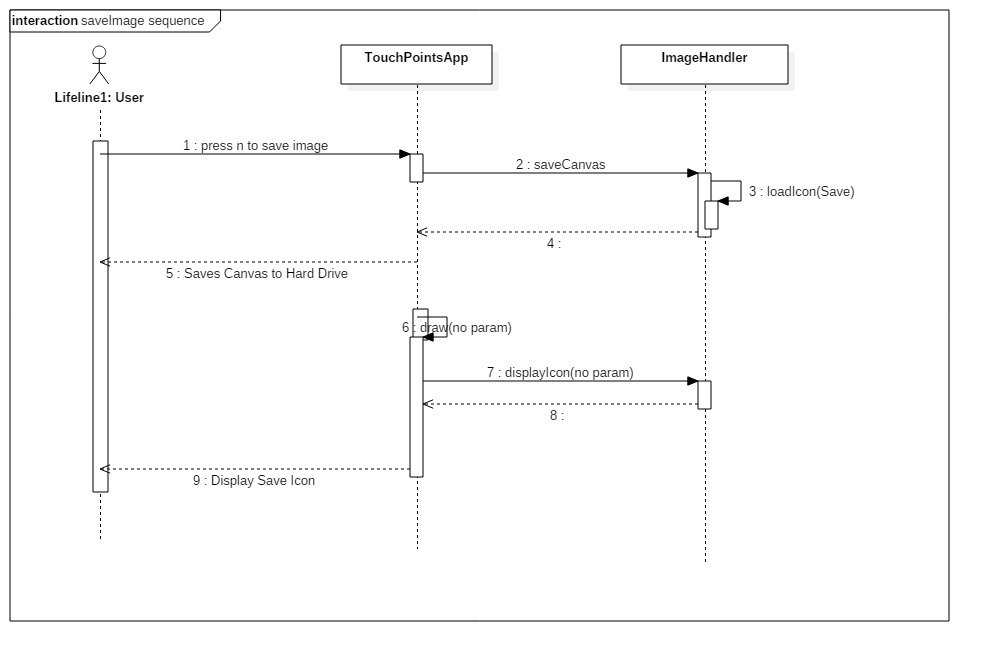 interaction saveImage sequence
TouchPointsApp
ImageHandler
Lifeline1: User
1 : press n to save image
2 : saveCanvas
3 : loadIcon(Save)
4 :
5 : Saves Canvas to Hard Drive
6 : draw(no param)
7 : displayIcon(no param)
8 :
9 : Display Save Icon